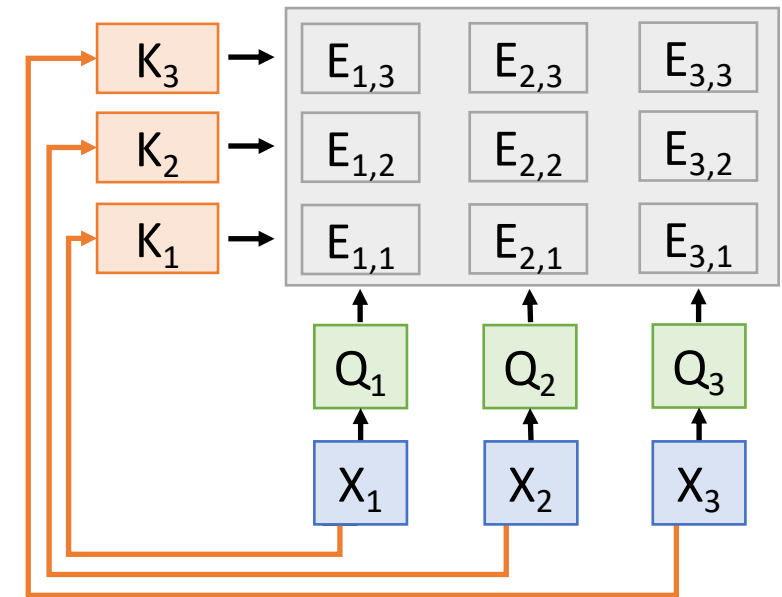 K₃ E₁,₃ E₂,₃ E₃,₃
K₂ E₁,₂ E₂,₂ E₃,₂
K₁ E₁,₁ E₂,₁ E₃,₁
Q₁ Q₂ Q₃
X₁ X₂ X₃